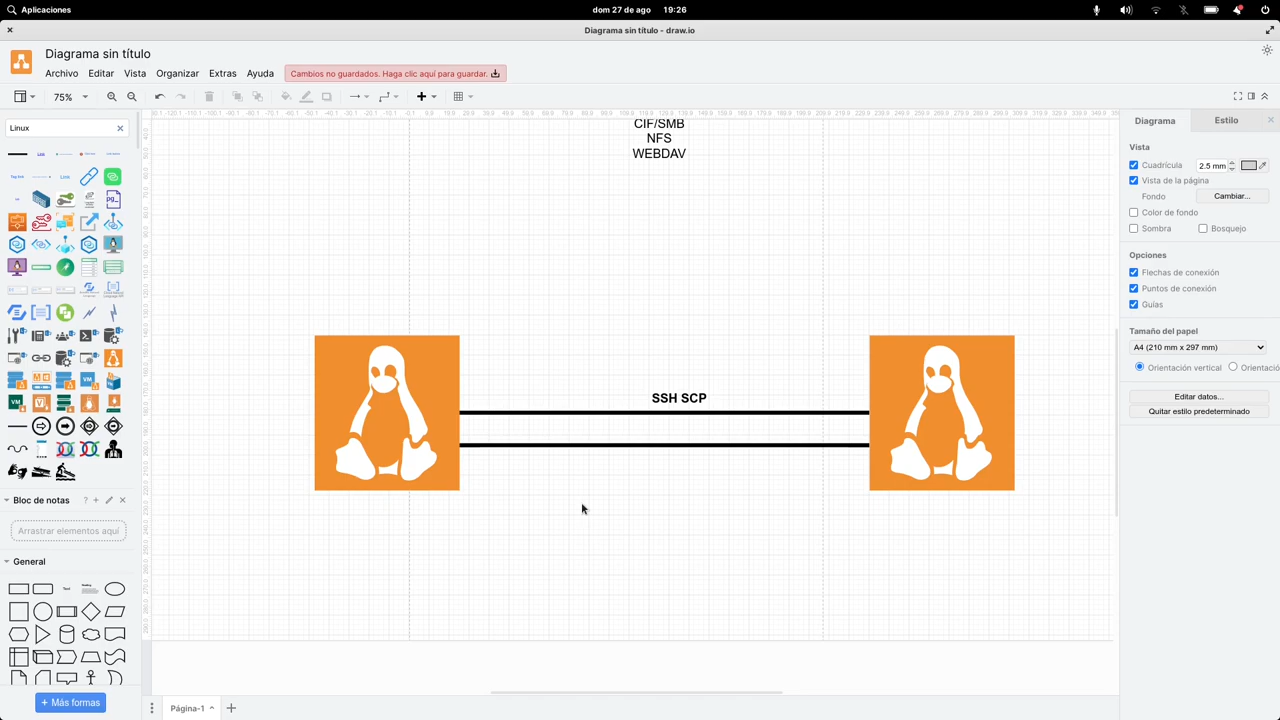 Aplicaciones
dom 27 de ago 19:26
Diagrama sin título - draw.io
Diagrama sin título
Archivo Editar Vista Organizar Extras Ayuda
Cambios no guardados. Haga clic aquí para guardar.
75%
Linux
CIF/SMB
NFS
WEBDAV
SSH SCP
Bloc de notas
Arrastrar elementos aquí
General
+ Más formas
Página-1
Diagrama Estilo
Vista
Cuadrícula 2.5 mm
Vista de la página
Fondo Cambiar...
Color de fondo
Sombra Bosquejo
Opciones
Flechas de conexión
Puntos de conexión
Guías
Tamaño del papel
A4 (210 mm x 297 mm)
Orientación vertical Orientació
Editar datos...
Quitar estilo predeterminado